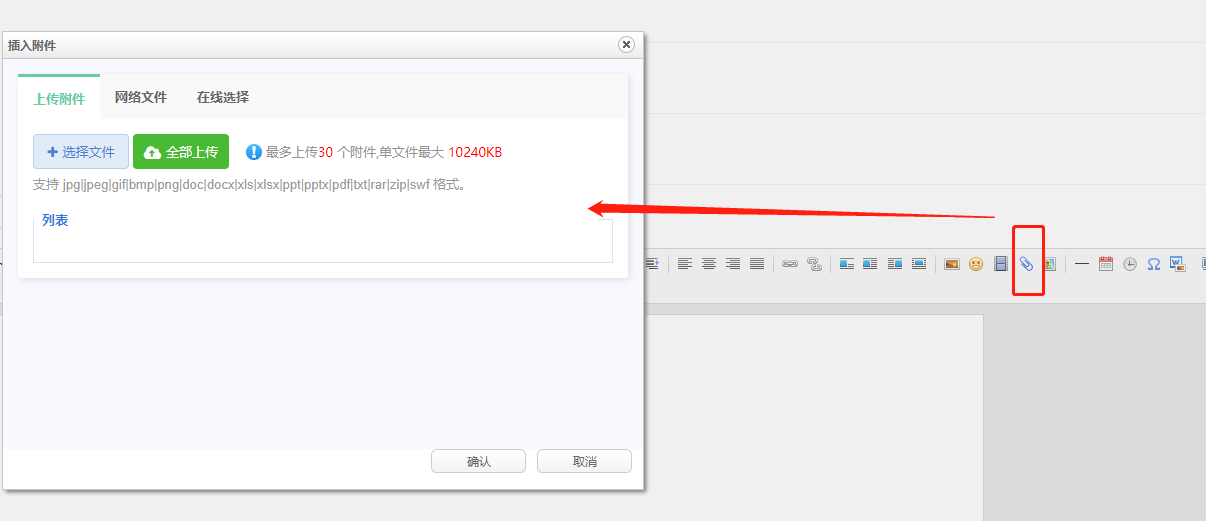 插入附件
上传附件 网络文件 在线选择
选择文件 全部上传 最多上传30 个附件,单文件最大 10240KB
支持 jpg|jpeg|gif|bmp|png|doc|docx|xls|xlsx|ppt|pptx|pdf|txt|rar|zip|swf 格式。
列表
确认 取消